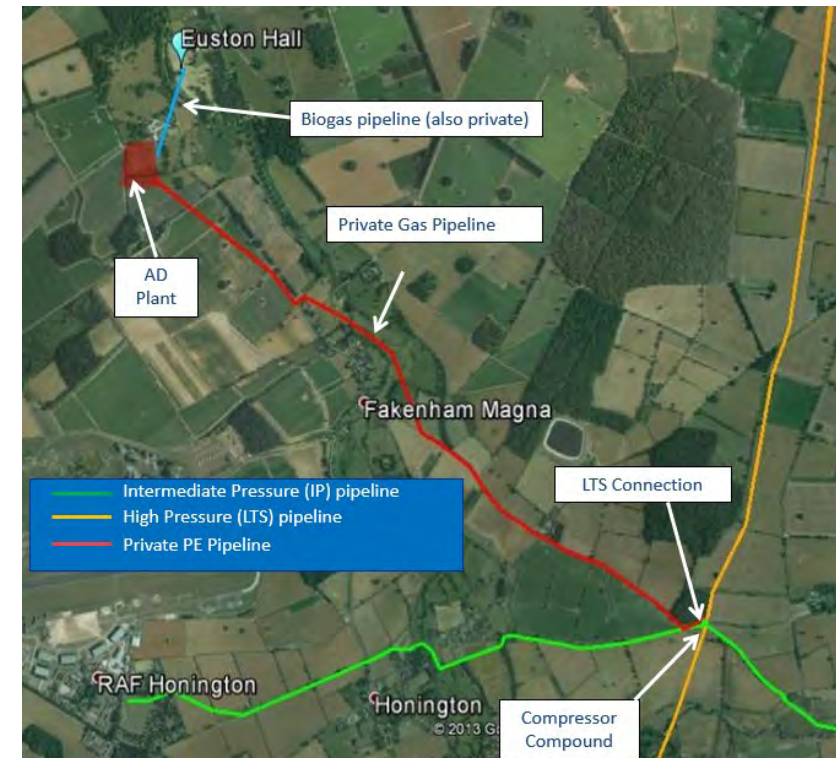 Euston Hall
Biogas pipeline (also private)
Private Gas Pipeline
AD
Plant
Fakenham Magna
LTS Connection
Intermediate Pressure (IP) pipeline
High Pressure (LTS) pipeline
Private PE Pipeline
RAF Honington
Honington
© 2013 G
Compressor
Compound